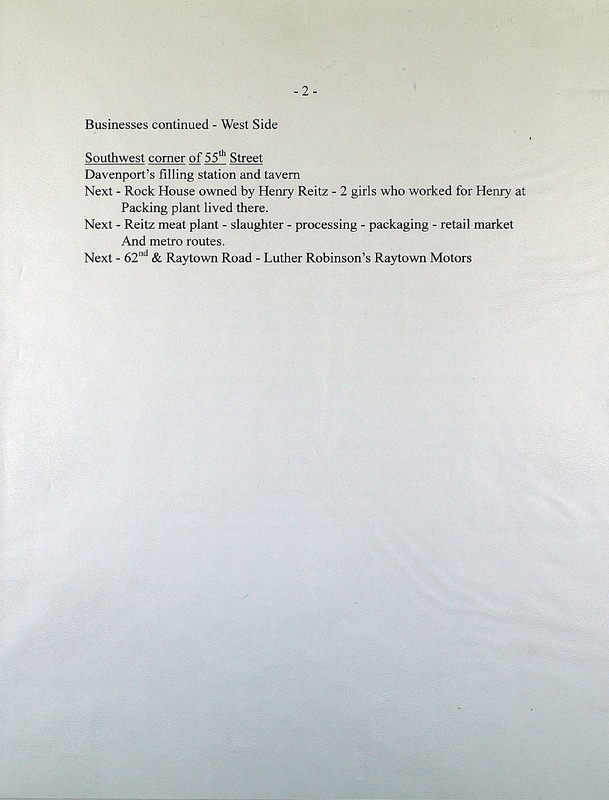 - 2 -
Businesses continued - West Side
Southwest corner of 55th Street
Davenport's filling station and tavern
Next - Rock House owned by Henry Reitz - 2 girls who worked for Henry at
Packing plant lived there.
Next - Reitz meat plant - slaughter - processing - packaging - retail market
And metro routes.
Next - 62nd & Raytown Road - Luther Robinson's Raytown Motors